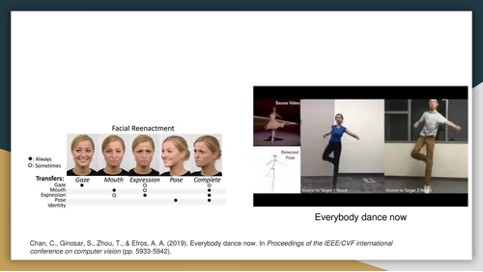 Facial Reenactment
: Always
: Sometimes
Transfers: Gaze Mouth Expression Pose Complete
Gaze
Mouth
Expression
Pose
Identity
Source Video
Detected
Pose
Source to Target 1 Result
Source to Target 2 Result
Everybody dance now
Chan, C., Ginosar, S., Zhou, T., & Efros, A. A. (2019). Everybody dance now. In Proceedings of the IEEE/CVF international
conference on computer vision (pp. 5933-5942).